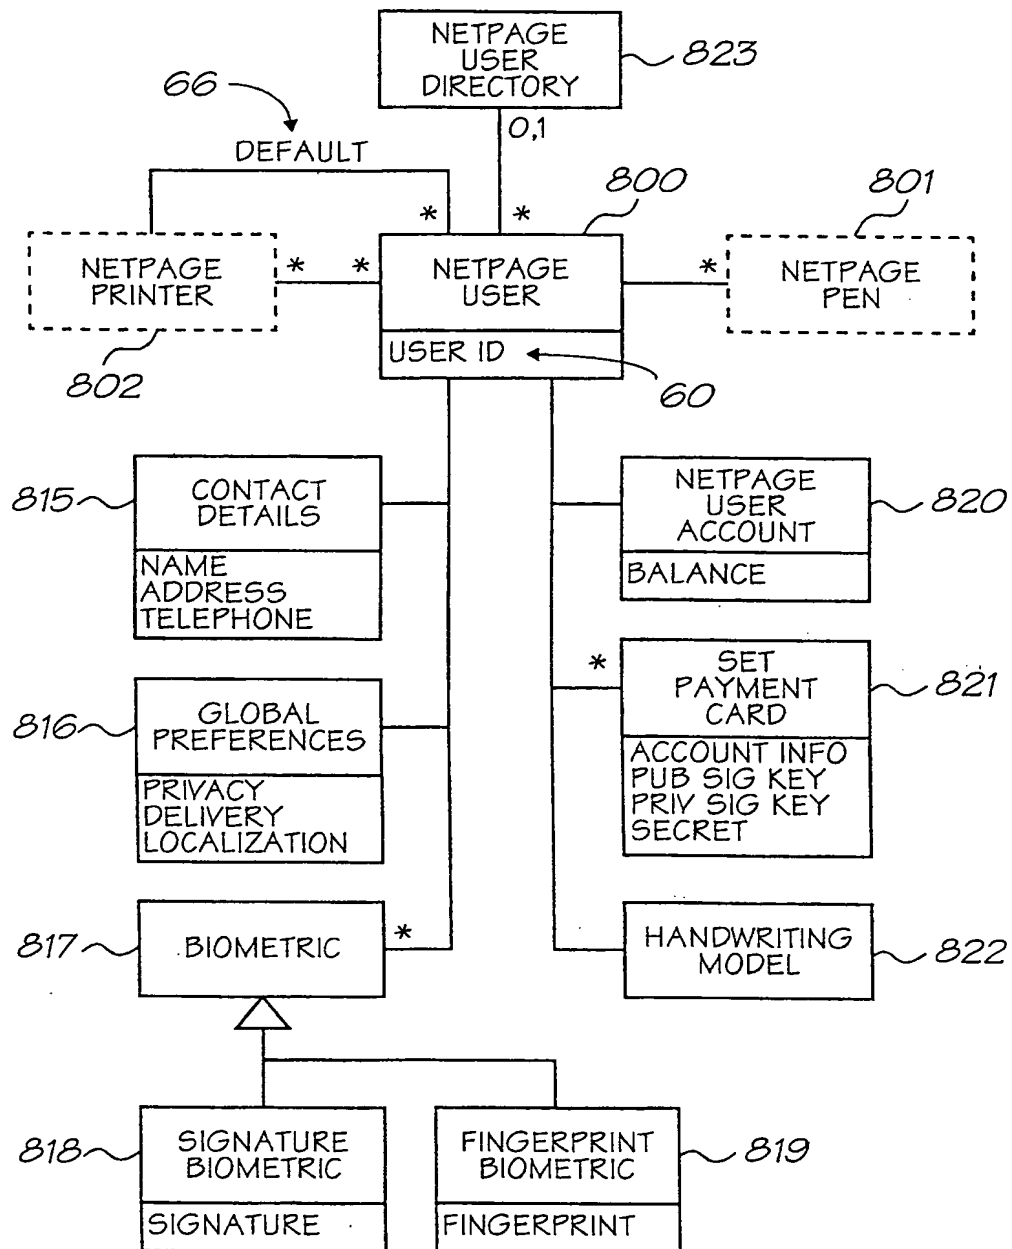 NETPAGE
USER
DIRECTORY
823
66
0,1
DEFAULT
800
801
*
*
NETPAGE
PRINTER
*
*
NETPAGE
USER
*
NETPAGE
PEN
USER ID
802
60
815
CONTACT
DETAILS
NAME
ADDRESS
TELEPHONE
NETPAGE
USER
ACCOUNT
820
BALANCE
816
GLOBAL
PREFERENCES
PRIVACY
DELIVERY
LOCALIZATION
*
SET
PAYMENT
CARD
821
ACCOUNT INFO
PUB SIG KEY
PRIV SIG KEY
SECRET
817
BIOMETRIC
*
HANDWRITING
MODEL
822
818
SIGNATURE
BIOMETRIC
SIGNATURE
FINGERPRINT
BIOMETRIC
819
FINGERPRINT